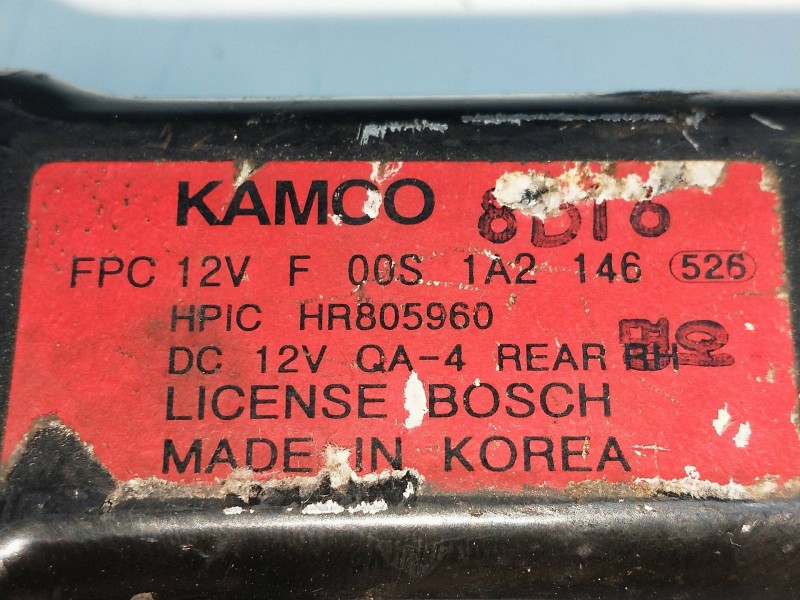 KAMCO 8D16
FPC 12V F 00S 1A2 146 526
HPIC HR805960
DC 12V QA-4 REAR RH
LICENSE BOSCH
MADE IN KOREA